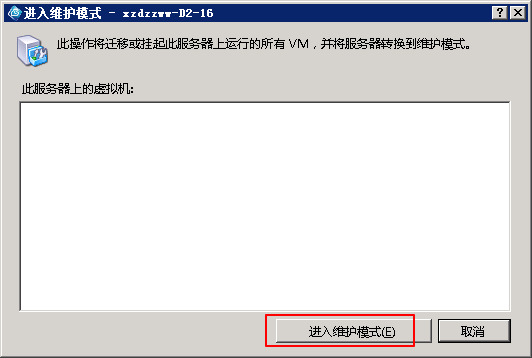 进入维护模式 - xzdzzww-D2-16
此操作将迁移或挂起此服务器上运行的所有 VM，并将服务器转换到维护模式。
此服务器上的虚拟机:
进入维护模式(E)
取消